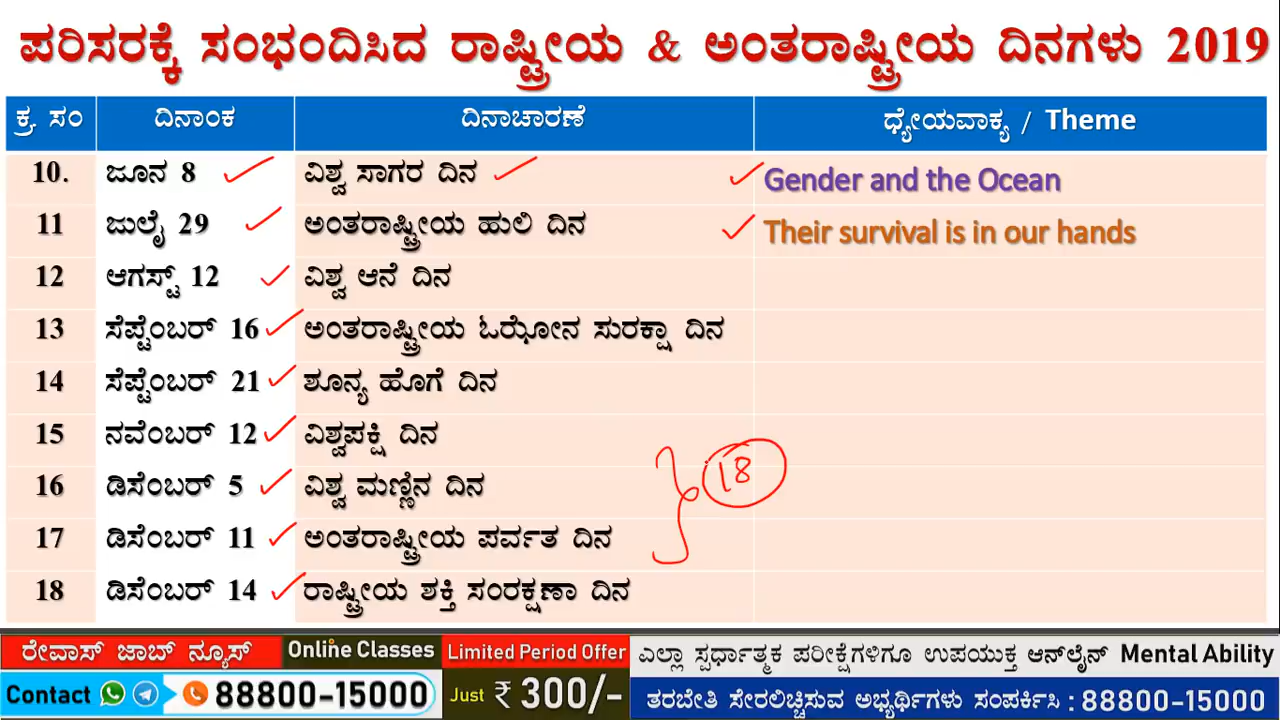 ಪರಿಸರಕ್ಕೆ ಸಂಭಂದಿಸಿದ ರಾಷ್ಟ್ರೀಯ & ಅಂತರಾಷ್ಟ್ರೀಯ ದಿನಗಳು 2019
ಕ್ರ. ಸಂ ದಿನಾಂಕ ದಿನಾಚಾರಣೆ ಧ್ಯೇಯವಾಕ್ಯ / Theme
10. ಜೂನ 8 ವಿಶ್ವ ಸಾಗರ ದಿನ Gender and the Ocean
11 ಜುಲೈ 29 ಅಂತರಾಷ್ಟ್ರೀಯ ಹುಲಿ ದಿನ Their survival is in our hands
12 ಆಗಸ್ಟ್ 12 ವಿಶ್ವ ಆನೆ ದಿನ
13 ಸೆಪ್ಟೆಂಬರ್ 16 ಅಂತರಾಷ್ಟ್ರೀಯ ಓಝೋನ ಸುರಕ್ಷಾ ದಿನ
14 ಸೆಪ್ಟೆಂಬರ್ 21 ಶೂನ್ಯ ಹೊಗೆ ದಿನ
15 ನವೆಂಬರ್ 12 ವಿಶ್ವಪಕ್ಷಿ ದಿನ
16 ಡಿಸೆಂಬರ್ 5 ವಿಶ್ವ ಮಣ್ಣಿನ ದಿನ 18
17 ಡಿಸೆಂಬರ್ 11 ಅಂತರಾಷ್ಟ್ರೀಯ ಪರ್ವತ ದಿನ
18 ಡಿಸೆಂಬರ್ 14 ರಾಷ್ಟ್ರೀಯ ಶಕ್ತಿ ಸಂರಕ್ಷಣಾ ದಿನ
ರೇವಾಸ್ ಜಾಬ್ ನ್ಯೂಸ್ Online Classes Limited Period Offer ಎಲ್ಲಾ ಸ್ಪರ್ಧಾತ್ಮಕ ಪರೀಕ್ಷೆಗಳಿಗೂ ಉಪಯುಕ್ತ ಆನ್‌ಲೈನ್ Mental Ability
Contact 88800-15000 Just ₹ 300/- ತರಬೇತಿ ಸೇರಲಿಚ್ಚಿಸುವ ಅಭ್ಯರ್ಥಿಗಳು ಸಂಪರ್ಕಿಸಿ : 88800-15000